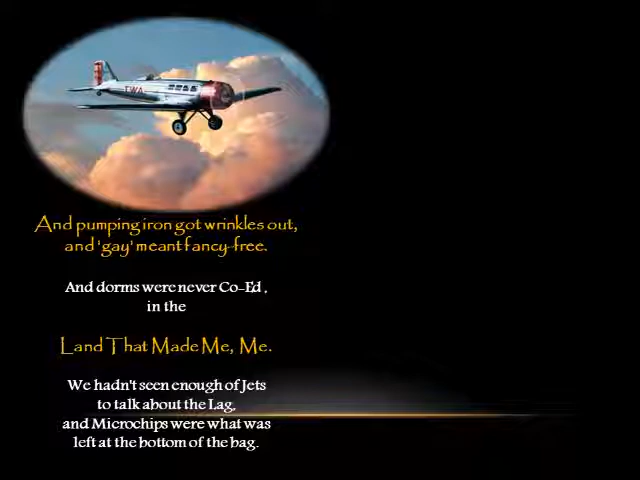 TWA
And pumping iron got wrinkles out,
and 'gay' meant fancy-free.
And dorms were never Co-Ed ,
in the
Land That Made Me, Me.
We hadn't seen enough of Jets
to talk about the Lag,
and Microchips were what was
left at the bottom of the bag.